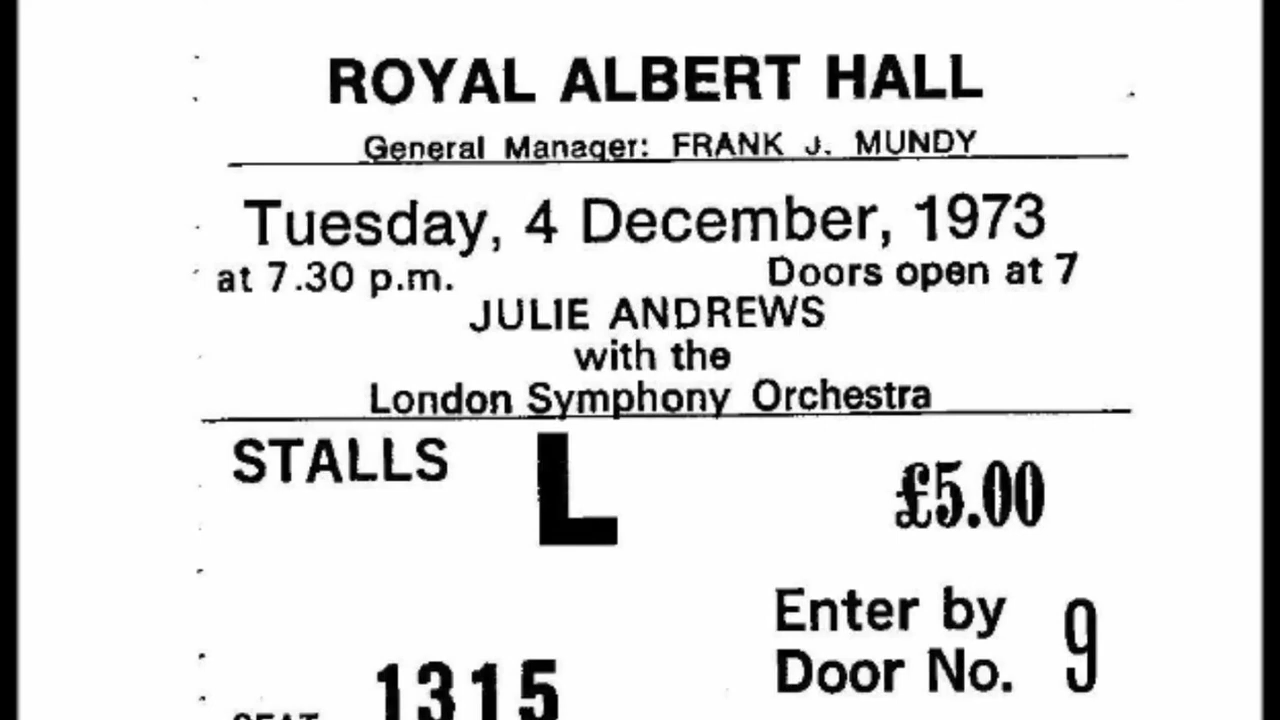 ROYAL ALBERT HALL
General Manager: FRANK J. MUNDY
Tuesday, 4 December, 1973
at 7.30 p.m. Doors open at 7
JULIE ANDREWS
with the
London Symphony Orchestra
STALLS L £5.00
Enter by
Door No. 9
SEAT 1315